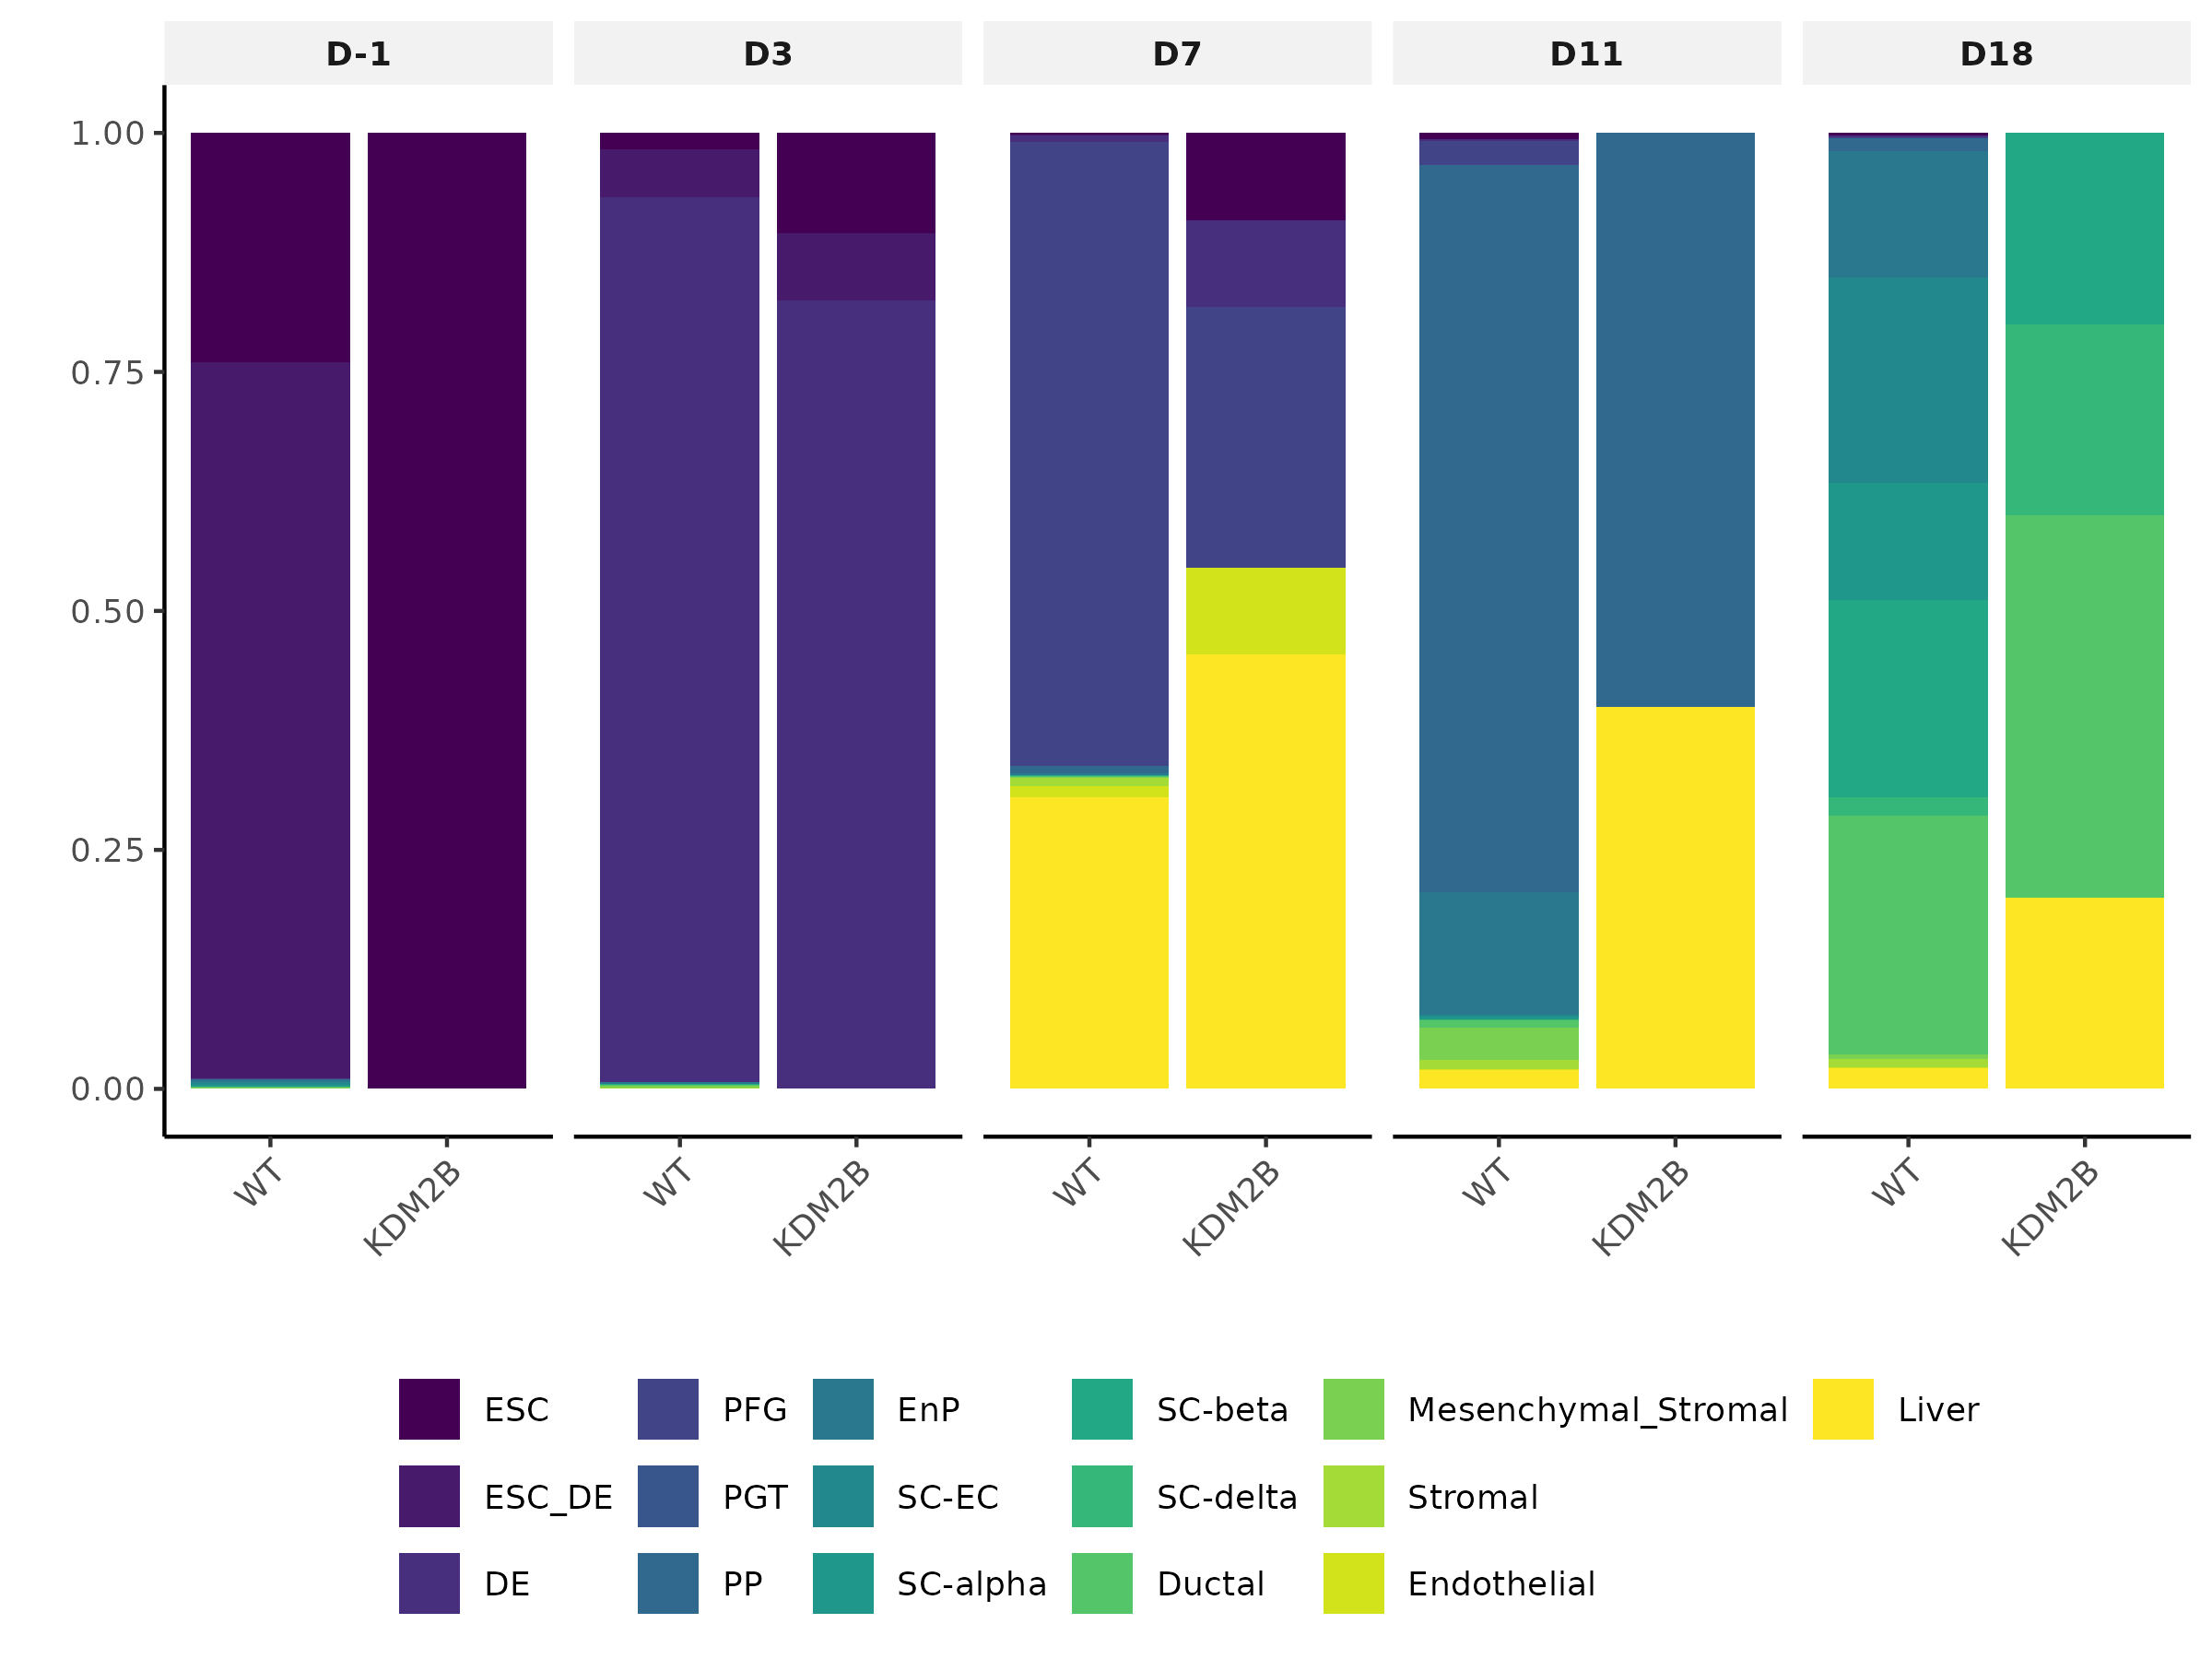 D-1 D3 D7 D11 D18
1.00
0.75
0.50
0.25
0.00
WT KDM2B WT KDM2B WT KDM2B WT KDM2B WT KDM2B
ESC PFG EnP SC-beta Mesenchymal_Stromal Liver
ESC_DE PGT SC-EC SC-delta Stromal
DE PP SC-alpha Ductal Endothelial